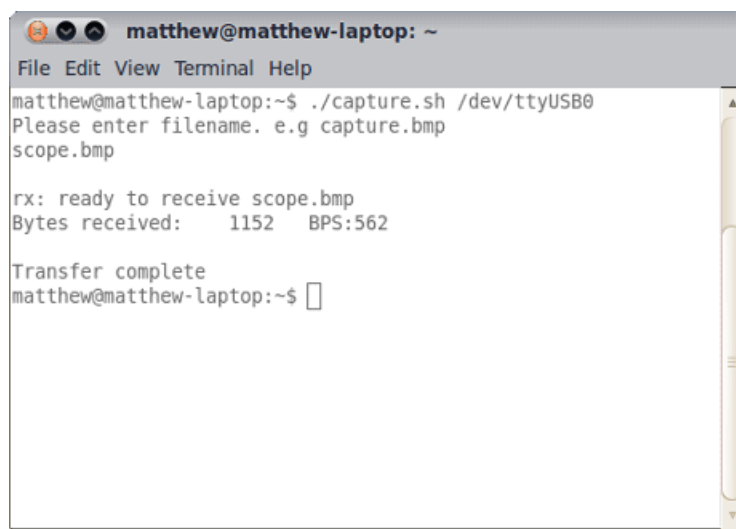 matthew@matthew-laptop: ~
File Edit View Terminal Help
matthew@matthew-laptop:~$ ./capture.sh /dev/ttyUSB0
Please enter filename. e.g capture.bmp
scope.bmp
rx: ready to receive scope.bmp
Bytes received:    1152   BPS:562
Transfer complete
matthew@matthew-laptop:~$